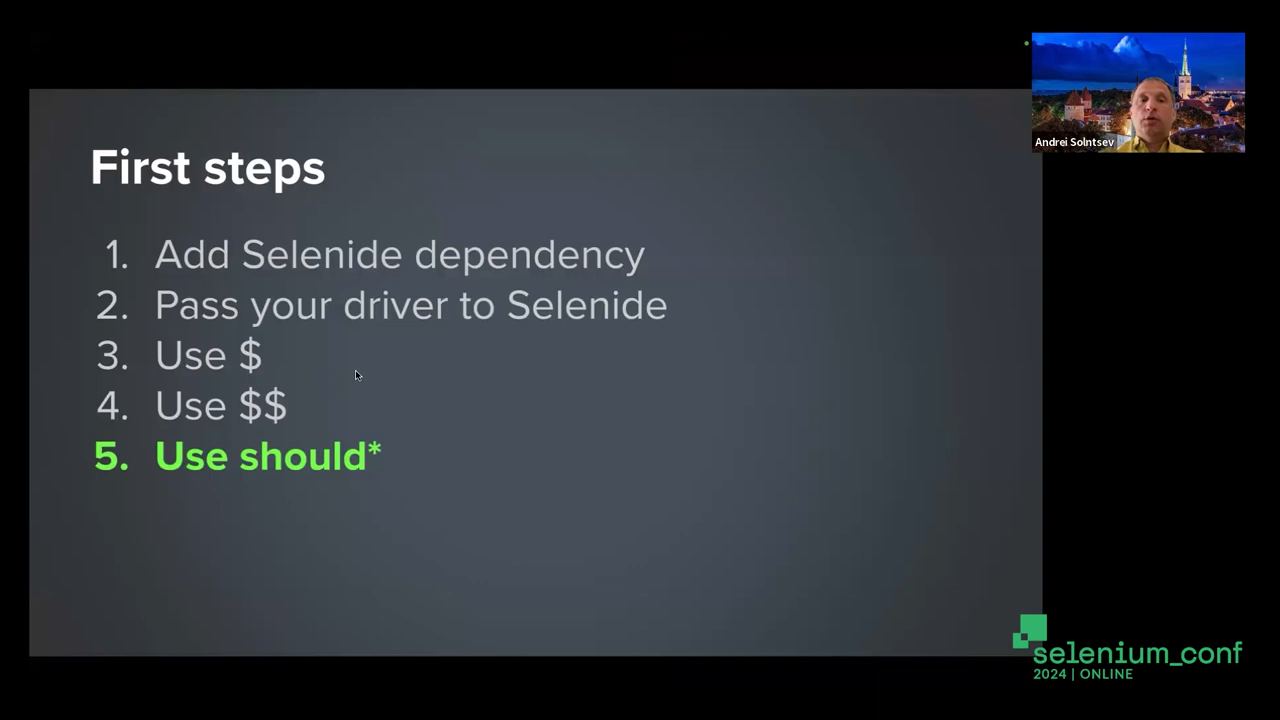 First steps
1. Add Selenide dependency
2. Pass your driver to Selenide
3. Use $
4. Use $$
5. Use should*
Andrei Solntsev
selenium_conf
2024 | ONLINE